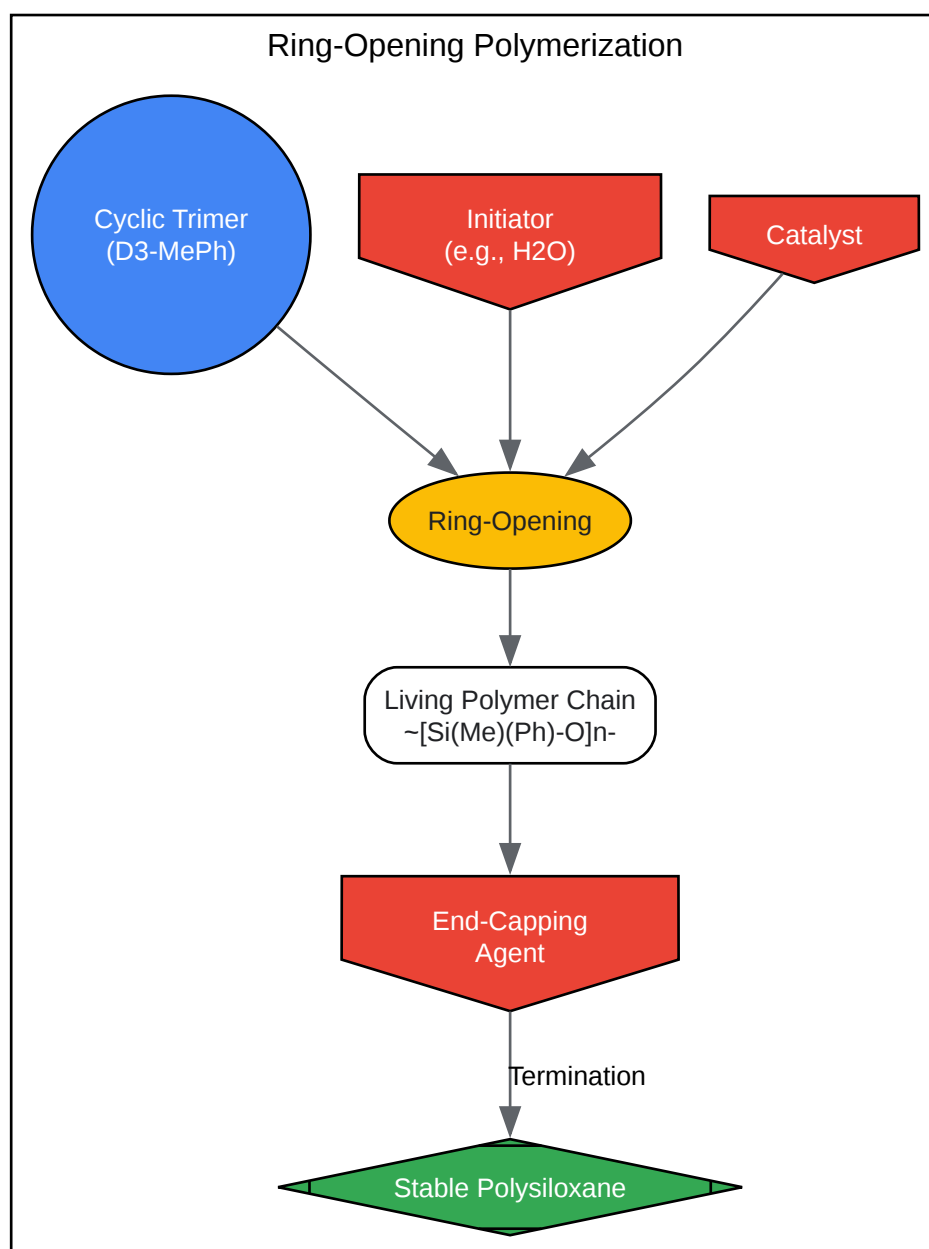 Ring-Opening Polymerization
Cyclic Trimer
(D3-MePh)
Initiator
(e.g., H2O)
Catalyst
Ring-Opening
Living Polymer Chain
~[Si(Me)(Ph)-O]n-
End-Capping
Agent
Termination
Stable Polysiloxane